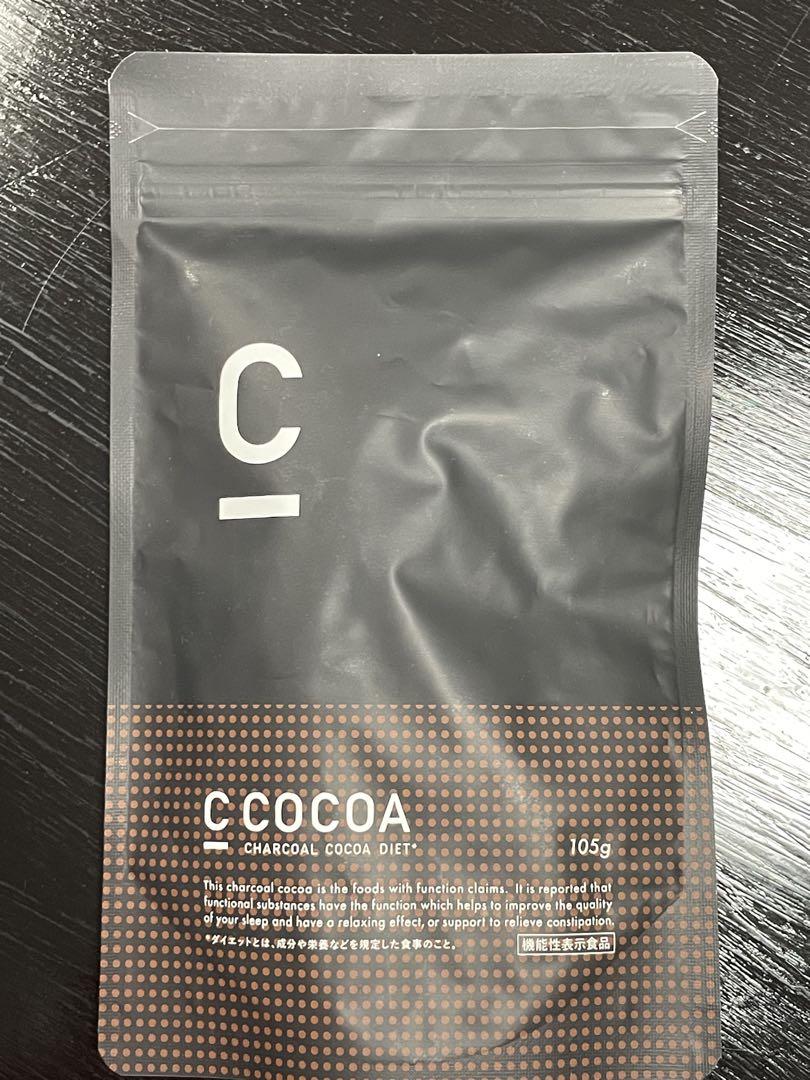 C
C COCOA
CHARCOAL COCOA DIET*
105g
This charcoal cocoa is the foods with function claims. It is reported that
functional substances have the function which helps to improve the quality
of your sleep and have a relaxing effect, or support to relieve constipation.
*ダイエットとは、成分や栄養などを規定した食事のこと。
機能性表示食品